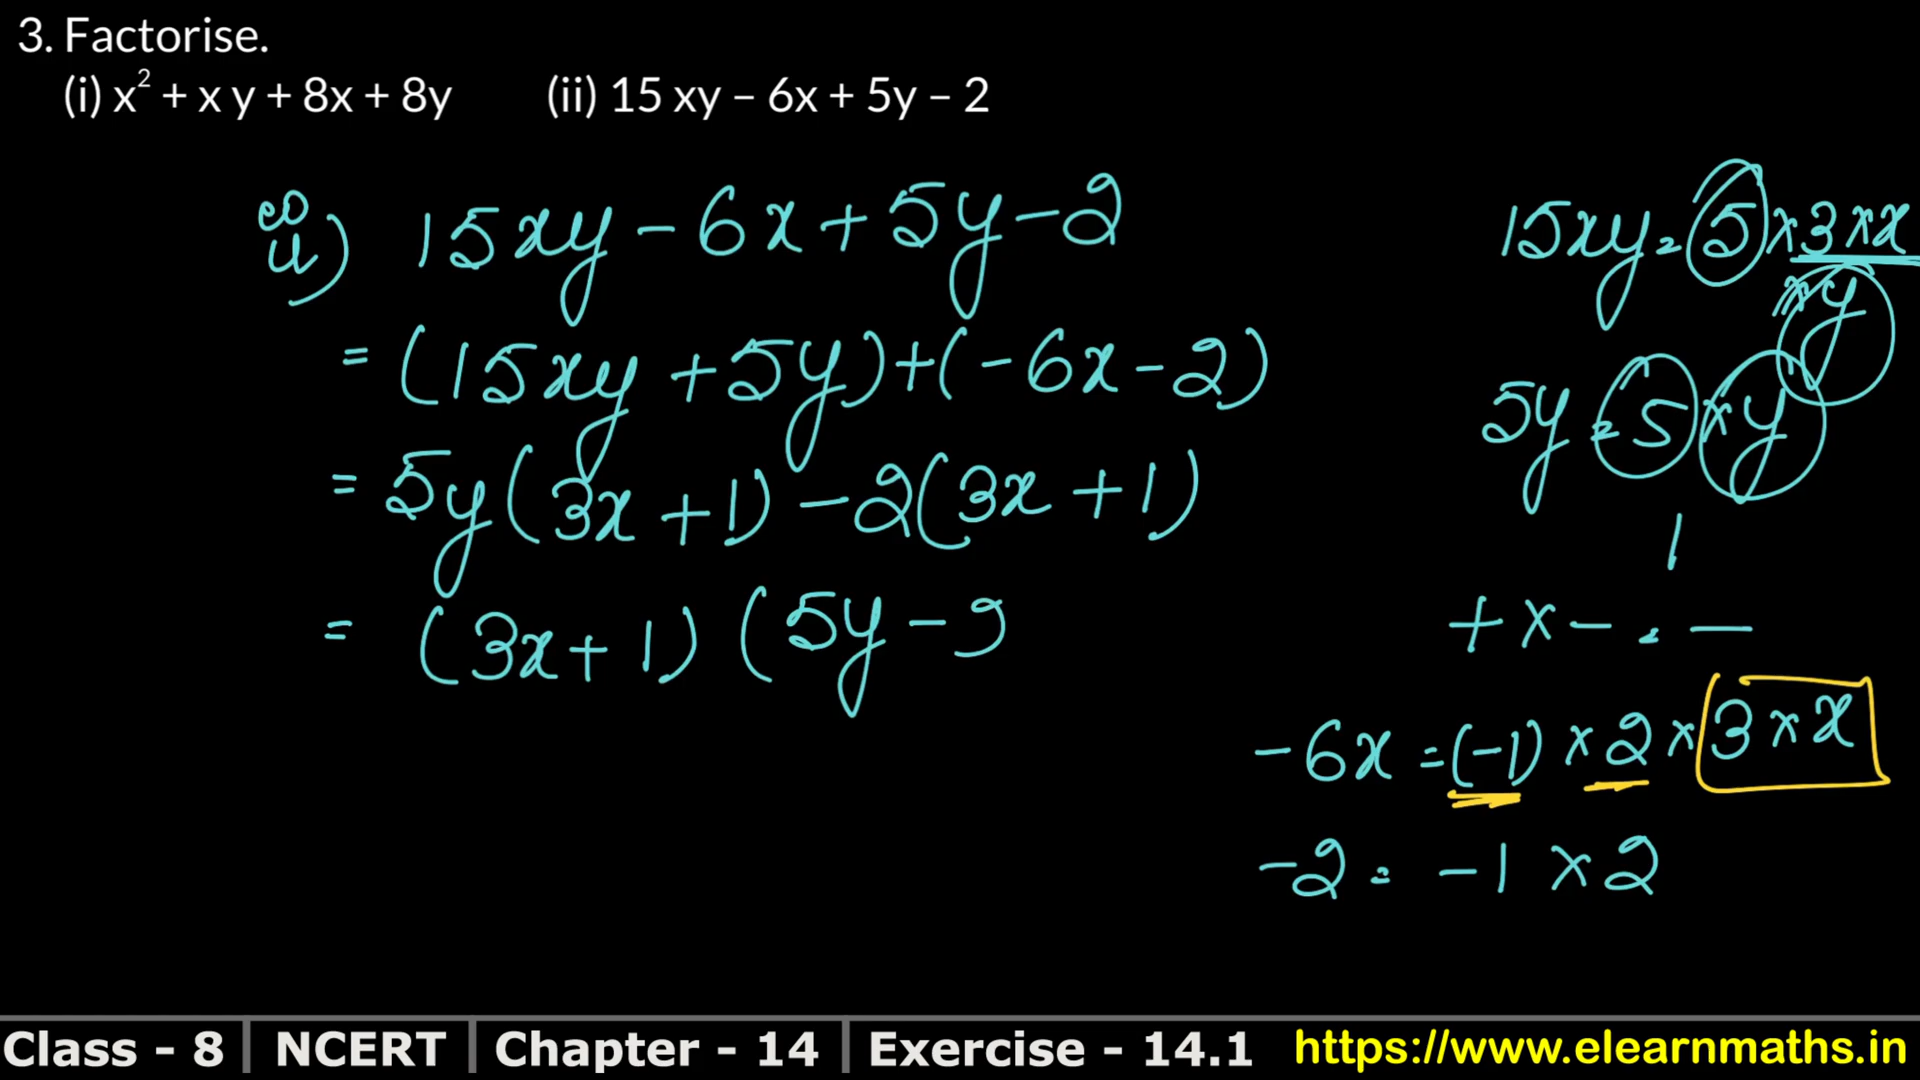 3. Factorise.
(i) x² + x y + 8x + 8y (ii) 15 xy – 6x + 5y – 2
ii) 15xy - 6x + 5y - 2
= (15xy + 5y) + (-6x - 2)
= 5y(3x + 1) - 2(3x + 1)
= (3x + 1) (5y -
15xy = 5 × 3 × x
× y
5y = 5 × y
1
+ × - = -
-6x = (-1) × 2 × 3 × x
-2 = -1 × 2
Class - 8 | NCERT | Chapter - 14 | Exercise - 14.1 https://www.elearnmaths.in